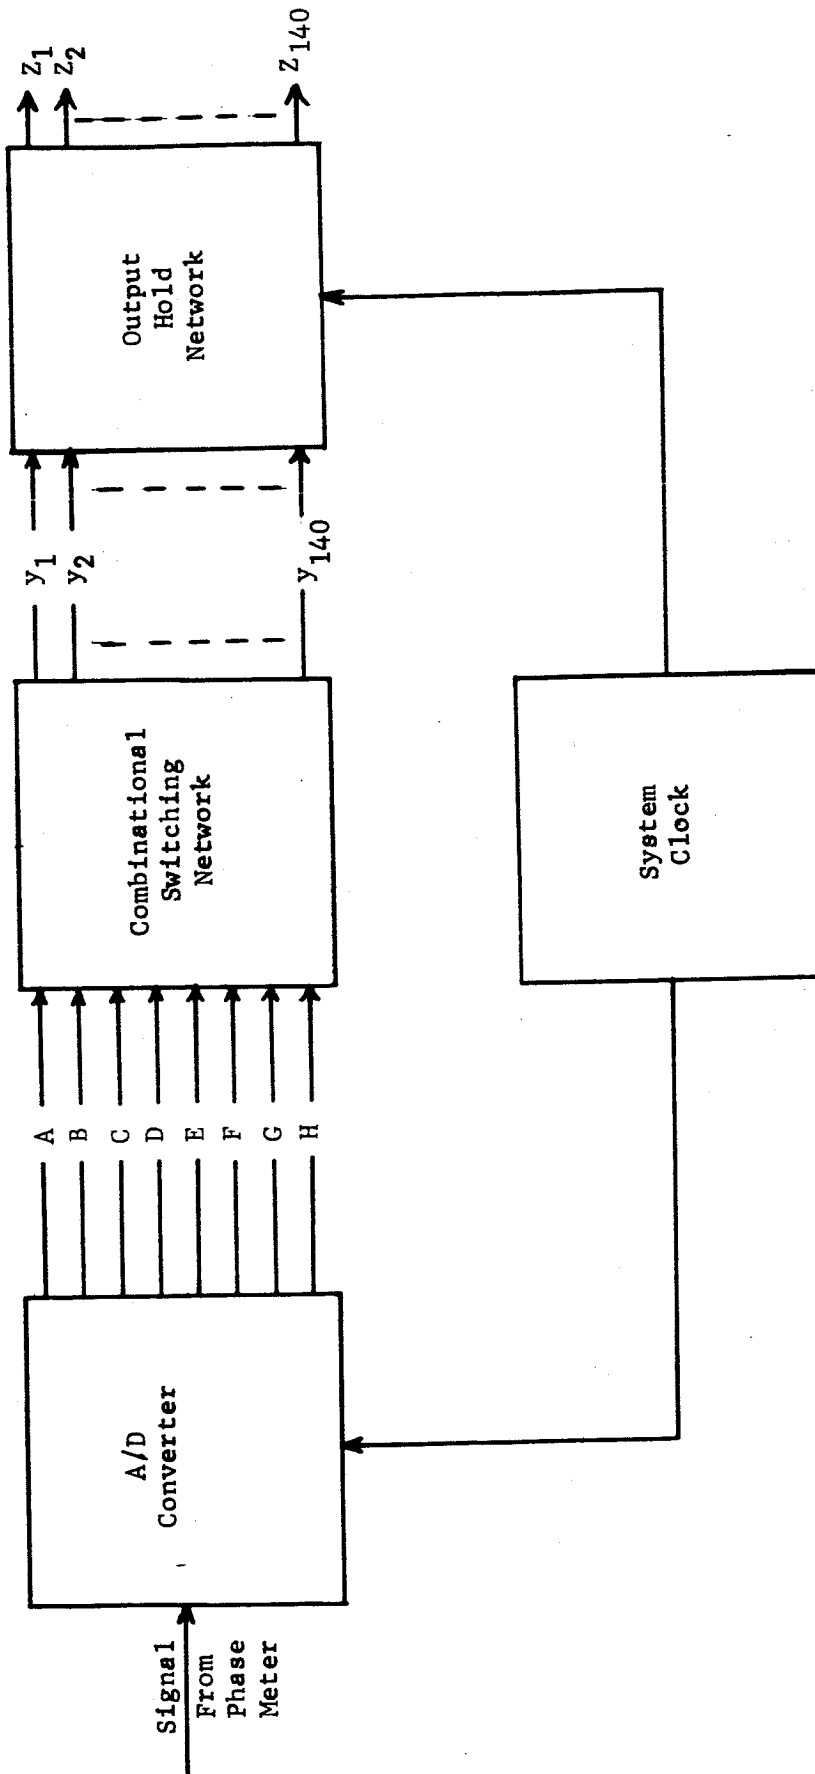 Signal
From
Phase
Meter
A/D
Converter
A
B
C
D
E
F
G
H
Combinational
Switching
Network
y1
y2
y140
Output
Hold
Network
Z1
Z2
Z140
System
Clock